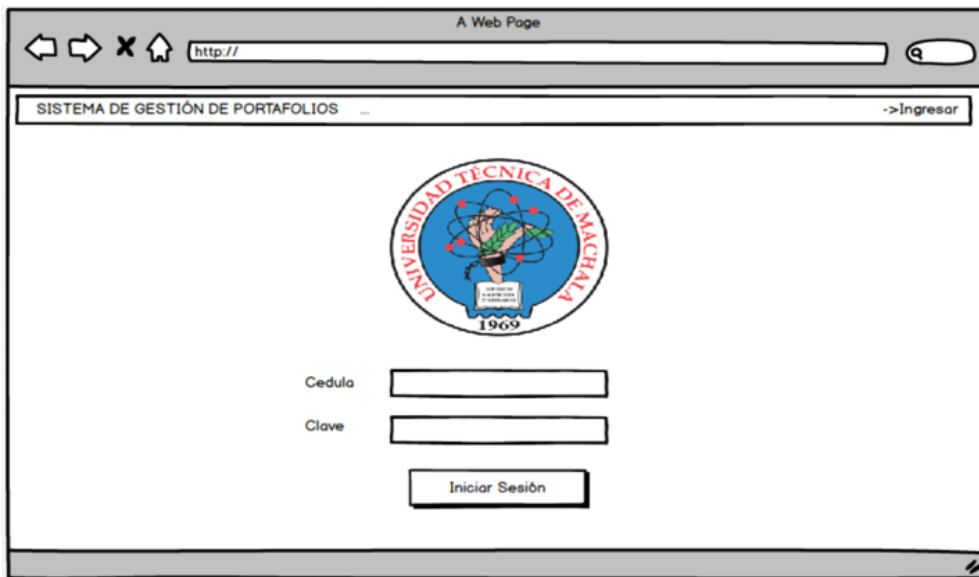 A Web Page
http://
SISTEMA DE GESTIÓN DE PORTAFOLIOS ... ->Ingresar
UNIVERSIDAD TÉCNICA DE MACHALA
1969
Cedula
Clave
Iniciar Sesión